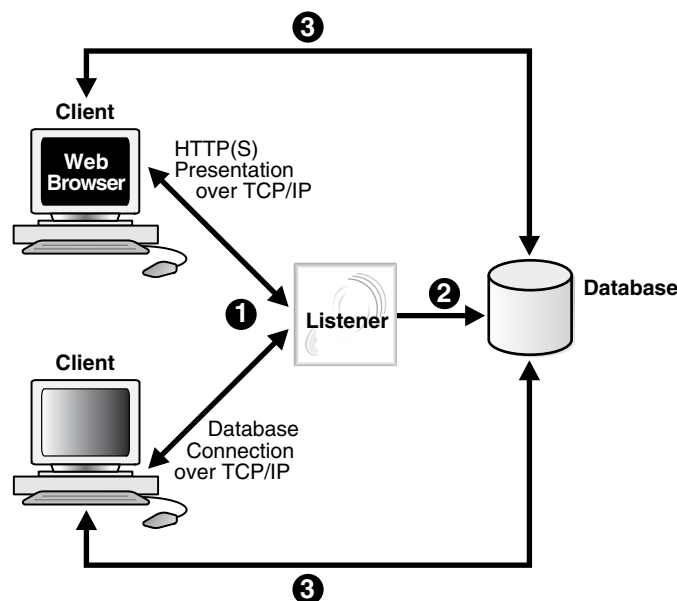 3
Client
Web
Browser
HTTP(S)
Presentation
over TCP/IP
1
Listener
2
Database
Client
Database
Connection
over TCP/IP
3